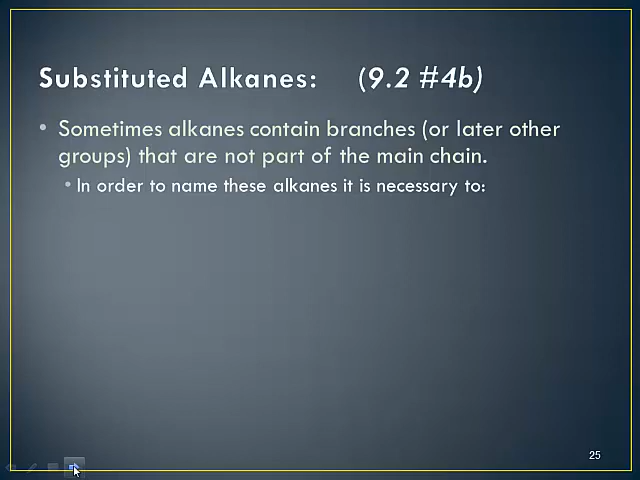 Substituted Alkanes: (9.2 #4b)
• Sometimes alkanes contain branches (or later other
groups) that are not part of the main chain.
• In order to name these alkanes it is necessary to:
25